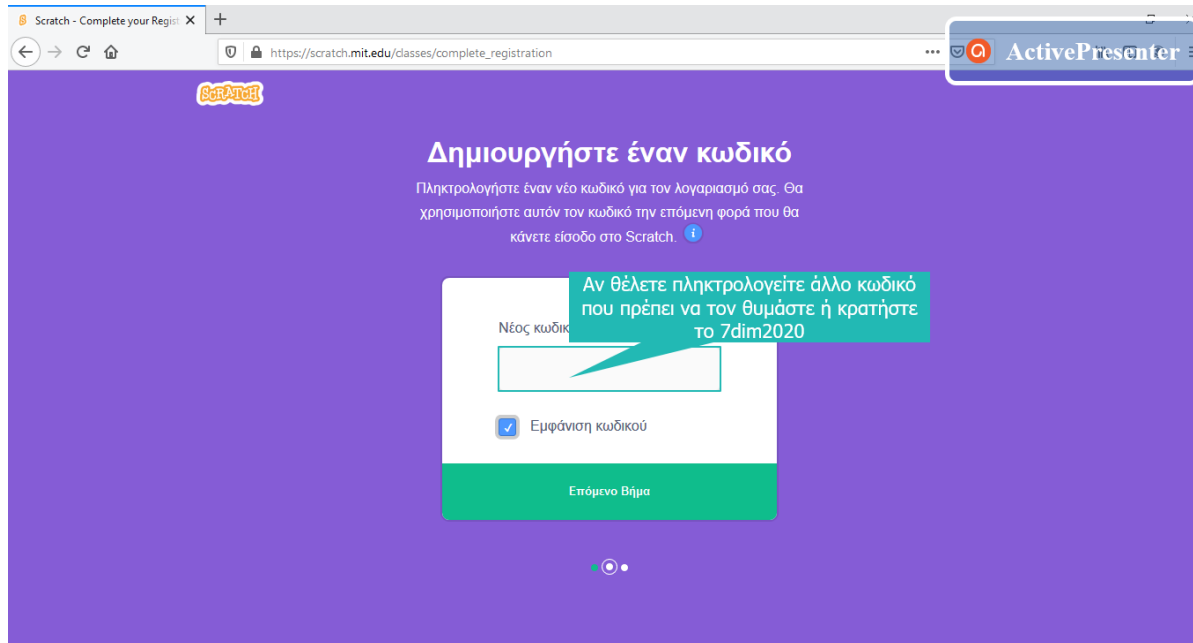 Scratch - Complete your Regist
https://scratch.mit.edu/classes/complete_registration
ActivePresenter
SCRATCH
Δημιουργήστε έναν κωδικό
Πληκτρολογήστε έναν νέο κωδικό για τον λογαριασμό σας. Θα
χρησιμοποιήστε αυτόν τον κωδικό την επόμενη φορά που θα
κάνετε είσοδο στο Scratch.
Αν θέλετε πληκτρολογείτε άλλο κωδικό
που πρέπει να τον θυμάστε ή κρατήστε
το 7dim2020
Νέος κωδικ
Εμφάνιση κωδικού
Επόμενο Βήμα